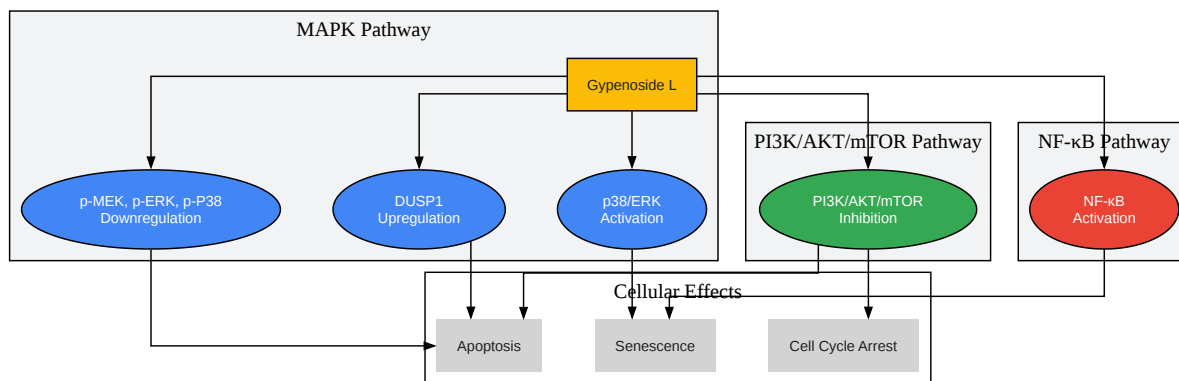 MAPK Pathway
Gypenoside L
PI3K/AKT/mTOR Pathway
NF-κB Pathway
p-MEK, p-ERK, p-P38
Downregulation
DUSP1
Upregulation
p38/ERK
Activation
PI3K/AKT/mTOR
Inhibition
NF-κB
Activation
Cellular Effects
Apoptosis
Senescence
Cell Cycle Arrest